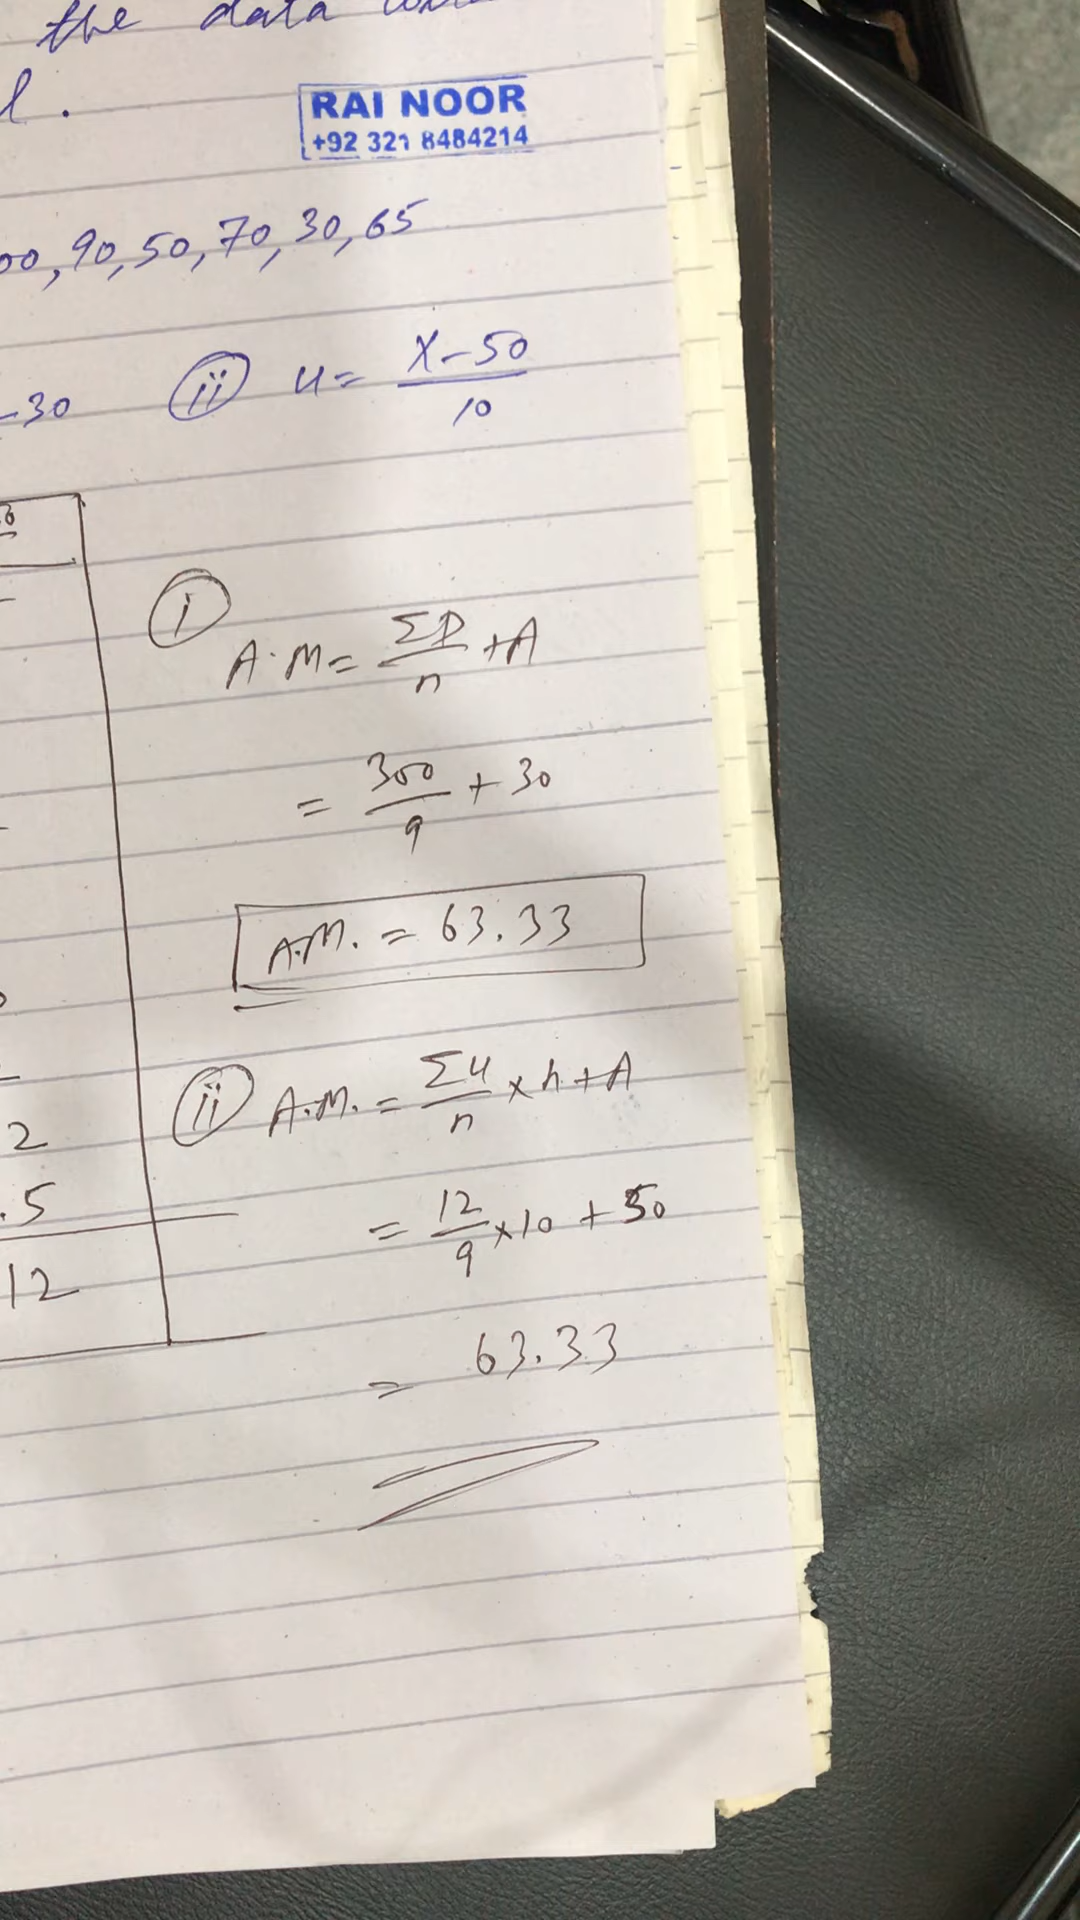 the data
l.
RAI NOOR
+92 321 8484214
00, 90, 50, 70, 30, 65
-30 (ii) u = X-50 / 10
(i)
A.M = ΣD/n + A
= 300/9 + 30
A.M. = 63.33
(ii) A.M. = Σu/n × h + A
2
= 12/9 × 10 + 50
.5
12
= 63.33